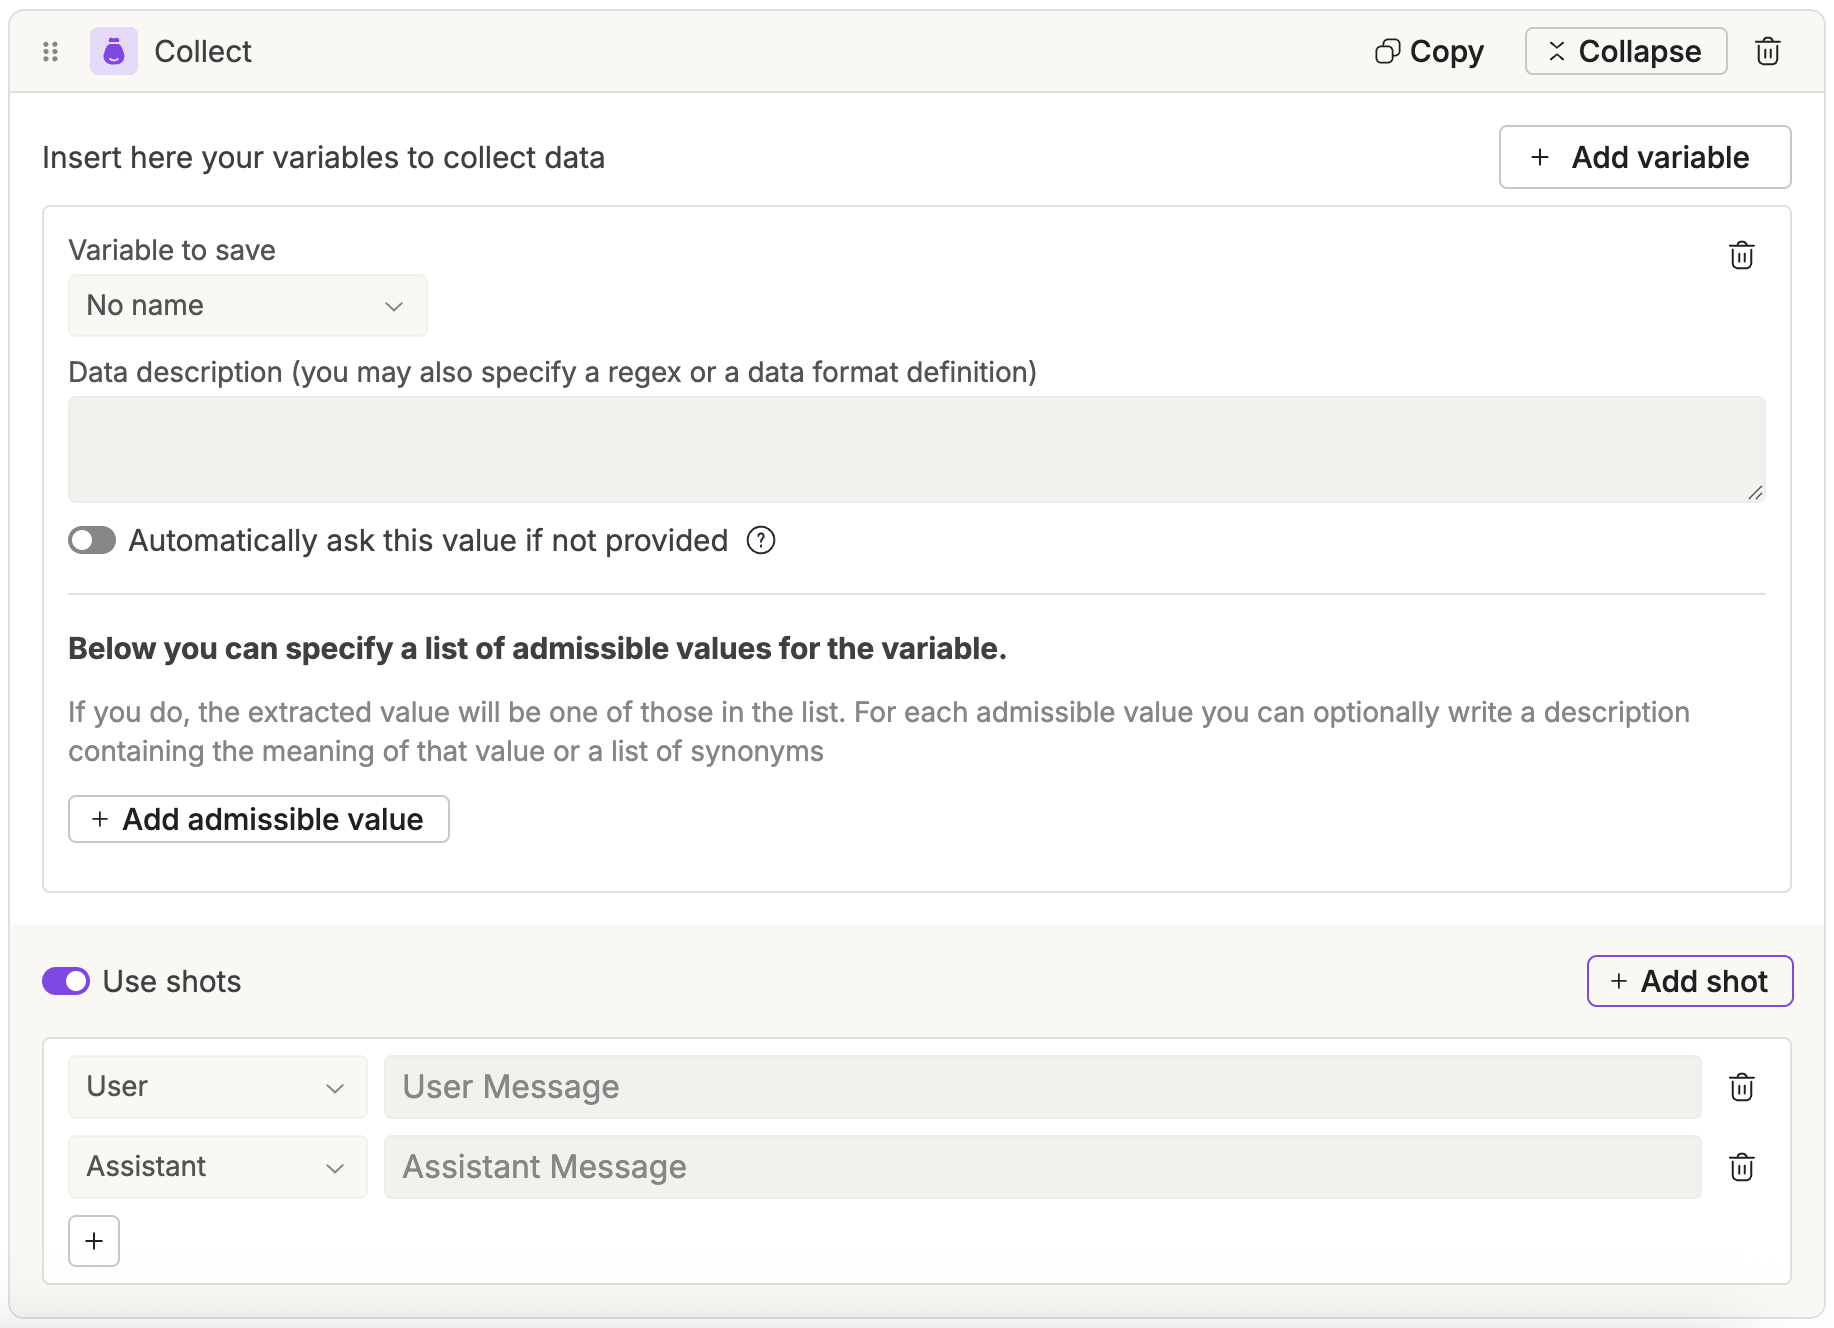 Collect
Copy
Collapse
Insert here your variables to collect data
+ Add variable
Variable to save
No name
Data description (you may also specify a regex or a data format definition)
Automatically ask this value if not provided ?
Below you can specify a list of admissible values for the variable.
If you do, the extracted value will be one of those in the list. For each admissible value you can optionally write a description
containing the meaning of that value or a list of synonyms
+ Add admissible value
Use shots
+ Add shot
User
User Message
Assistant
Assistant Message
+